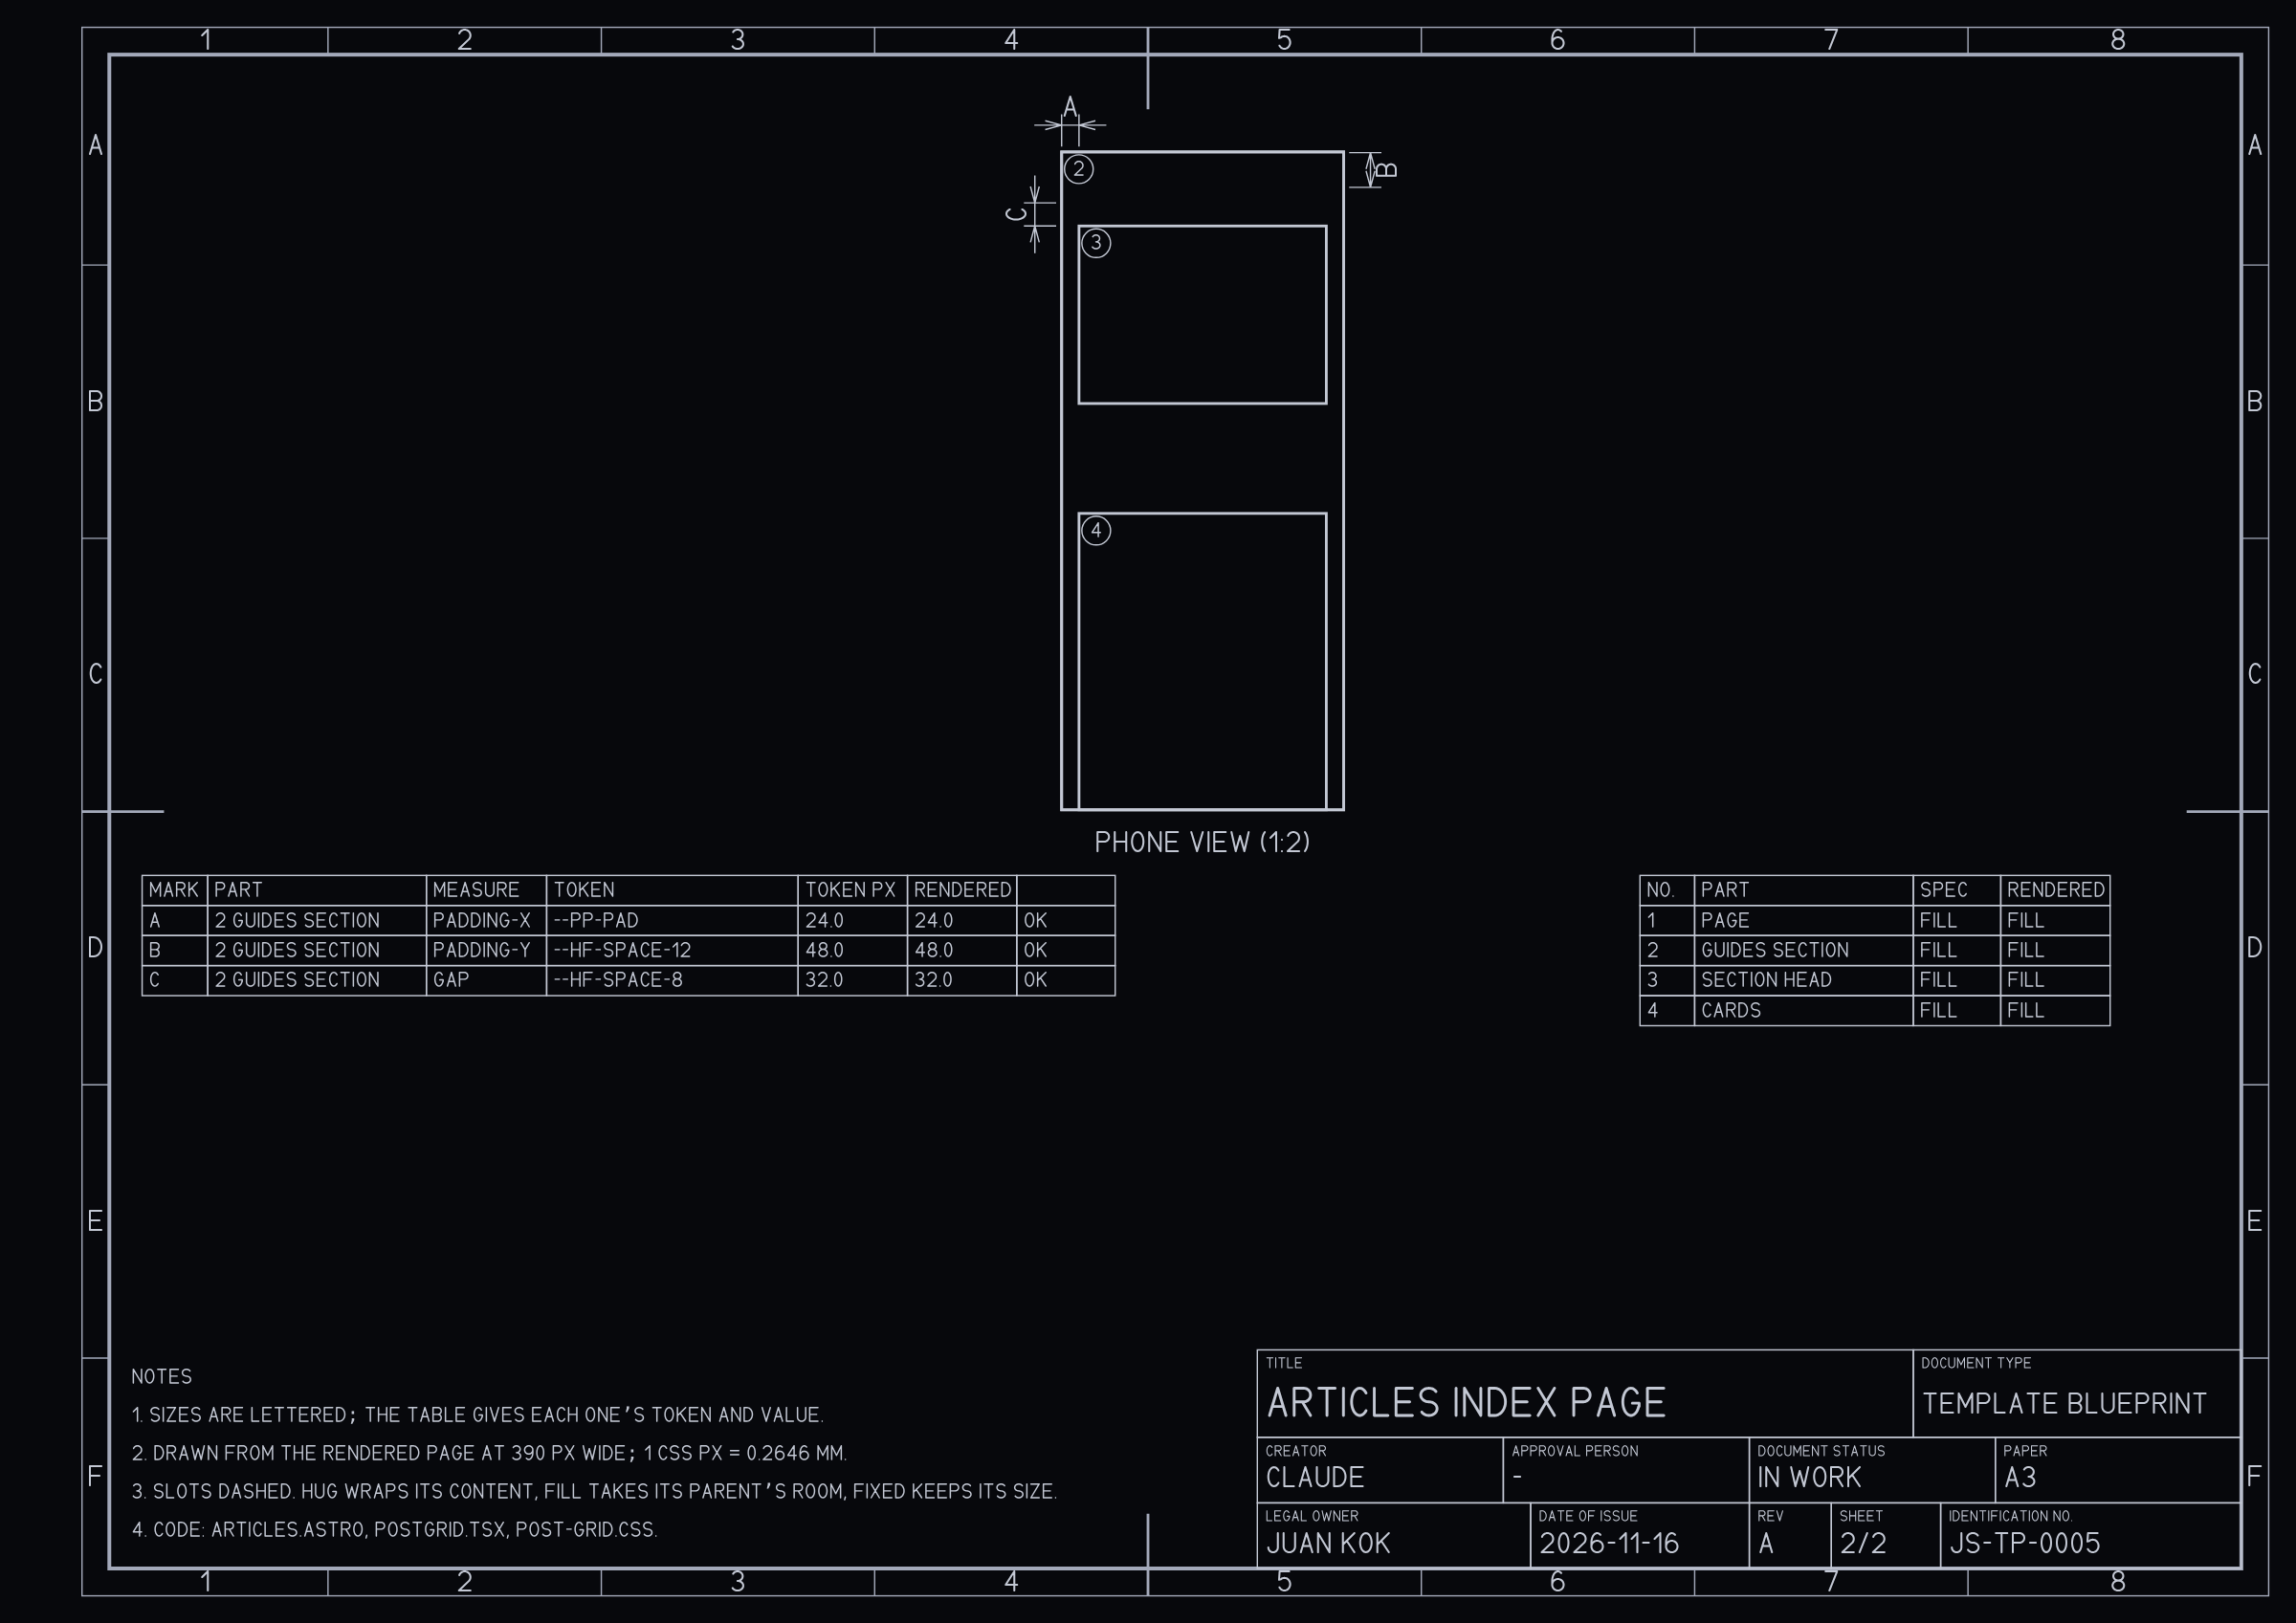 1 2 3 4 5 6 7 8
A A
B B
C C
D D
E E
F F
A
B
C
2
3
4
PHONE VIEW (1:2)
MARK PART MEASURE TOKEN TOKEN PX RENDERED
A 2 GUIDES SECTION PADDING-X --PP-PAD 24.0 24.0 OK
B 2 GUIDES SECTION PADDING-Y --HF-SPACE-12 48.0 48.0 OK
C 2 GUIDES SECTION GAP --HF-SPACE-8 32.0 32.0 OK
NO. PART SPEC RENDERED
1 PAGE FILL FILL
2 GUIDES SECTION FILL FILL
3 SECTION HEAD FILL FILL
4 CARDS FILL FILL
NOTES
1. SIZES ARE LETTERED; THE TABLE GIVES EACH ONE'S TOKEN AND VALUE.
2. DRAWN FROM THE RENDERED PAGE AT 390 PX WIDE; 1 CSS PX = 0.2646 MM.
3. SLOTS DASHED. HUG WRAPS ITS CONTENT, FILL TAKES ITS PARENT'S ROOM, FIXED KEEPS ITS SIZE.
4. CODE: ARTICLES.ASTRO, POSTGRID.TSX, POST-GRID.CSS.
TITLE
ARTICLES INDEX PAGE
DOCUMENT TYPE
TEMPLATE BLUEPRINT
CREATOR
CLAUDE
APPROVAL PERSON
-
DOCUMENT STATUS
IN WORK
PAPER
A3
LEGAL OWNER
JUAN KOK
DATE OF ISSUE
2026-11-16
REV
A
SHEET
2/2
IDENTIFICATION NO.
JS-TP-0005
1 2 3 4 5 6 7 8